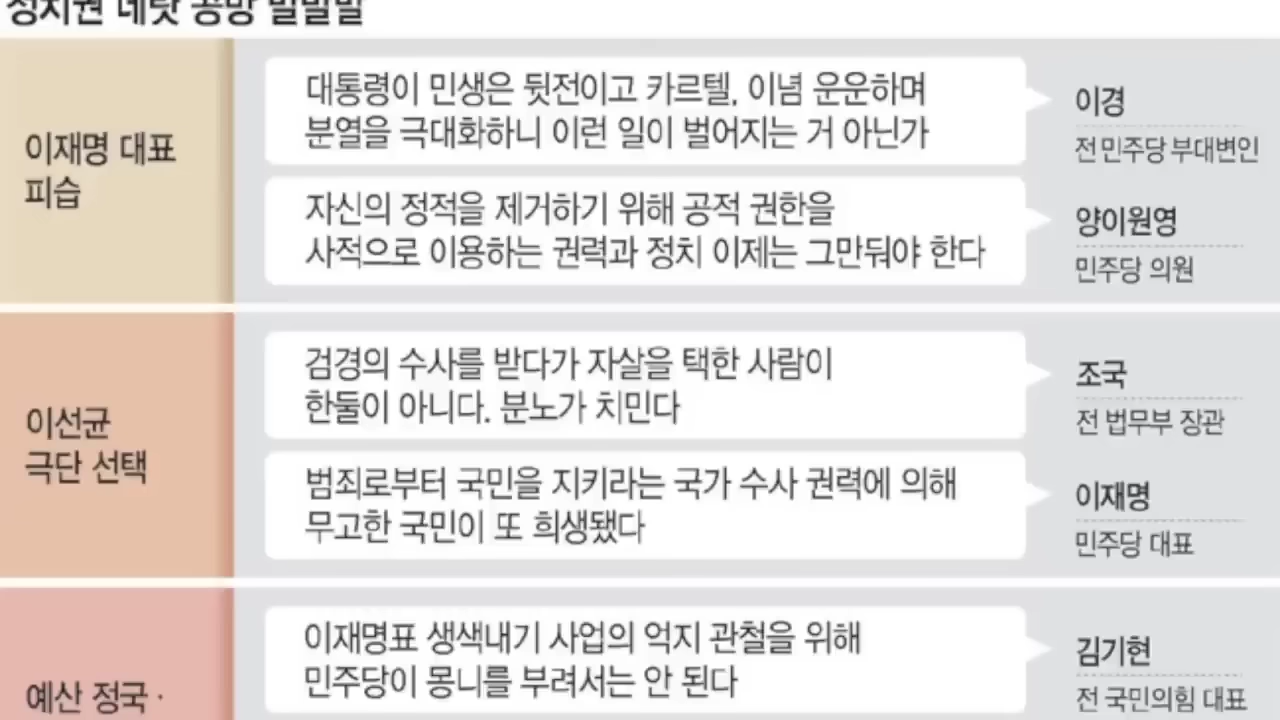 정치권 네탓 공방 말말말
이재명 대표
피습
대통령이 민생은 뒷전이고 카르텔, 이념 운운하며
분열을 극대화하니 이런 일이 벌어지는 거 아닌가
이경
전 민주당 부대변인
자신의 정적을 제거하기 위해 공적 권한을
사적으로 이용하는 권력과 정치 이제는 그만둬야 한다
양이원영
민주당 의원
이선균
극단 선택
검경의 수사를 받다가 자살을 택한 사람이
한둘이 아니다. 분노가 치민다
조국
전 법무부 장관
범죄로부터 국민을 지키라는 국가 수사 권력에 의해
무고한 국민이 또 희생됐다
이재명
민주당 대표
예산 정국·
이재명표 생색내기 사업의 억지 관철을 위해
민주당이 몽니를 부려서는 안 된다
김기현
전 국민의힘 대표